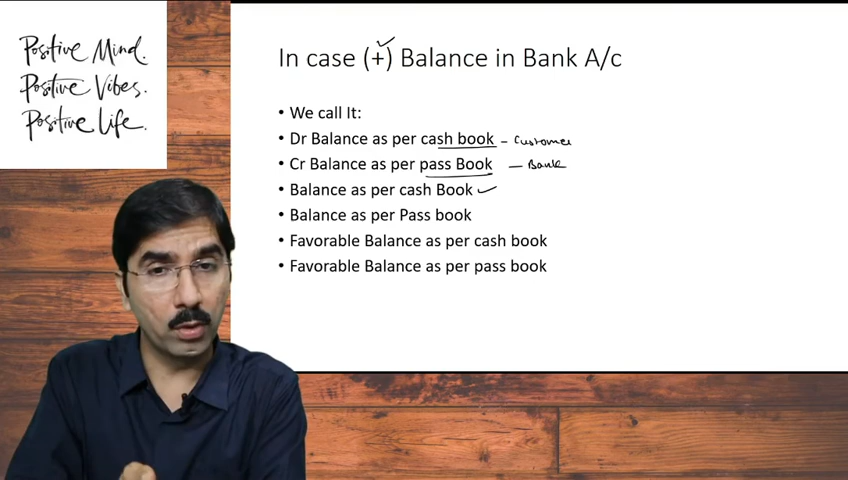 Positive Mind.
Positive Vibes.
Positive Life.
In case (+) Balance in Bank A/c
• We call It:
• Dr Balance as per cash book - Customer
• Cr Balance as per pass Book - Bank
• Balance as per cash Book ✓
• Balance as per Pass book
• Favorable Balance as per cash book
• Favorable Balance as per pass book